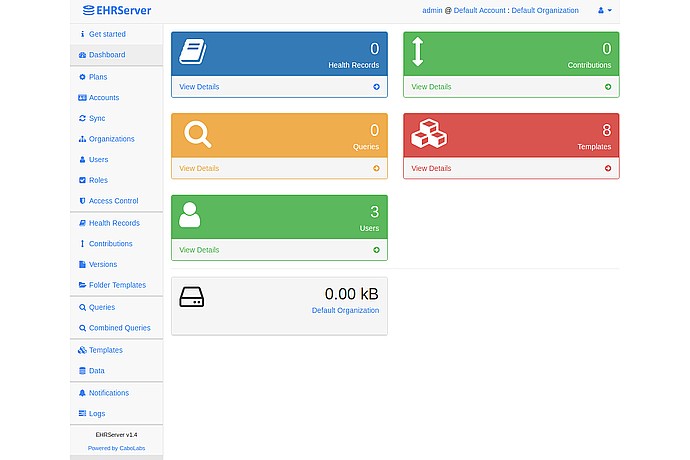 EHRServer
admin @ Default Account : Default Organization
Get started
Dashboard
Plans
Accounts
Sync
Organizations
Users
Roles
Access Control
Health Records
Contributions
Versions
Folder Templates
Queries
Combined Queries
Templates
Data
Notifications
Logs
EHRServer v1.4
Powered by CaboLabs
0
Health Records
View Details
0
Contributions
View Details
0
Queries
View Details
8
Templates
View Details
3
Users
View Details
0.00 kB
Default Organization